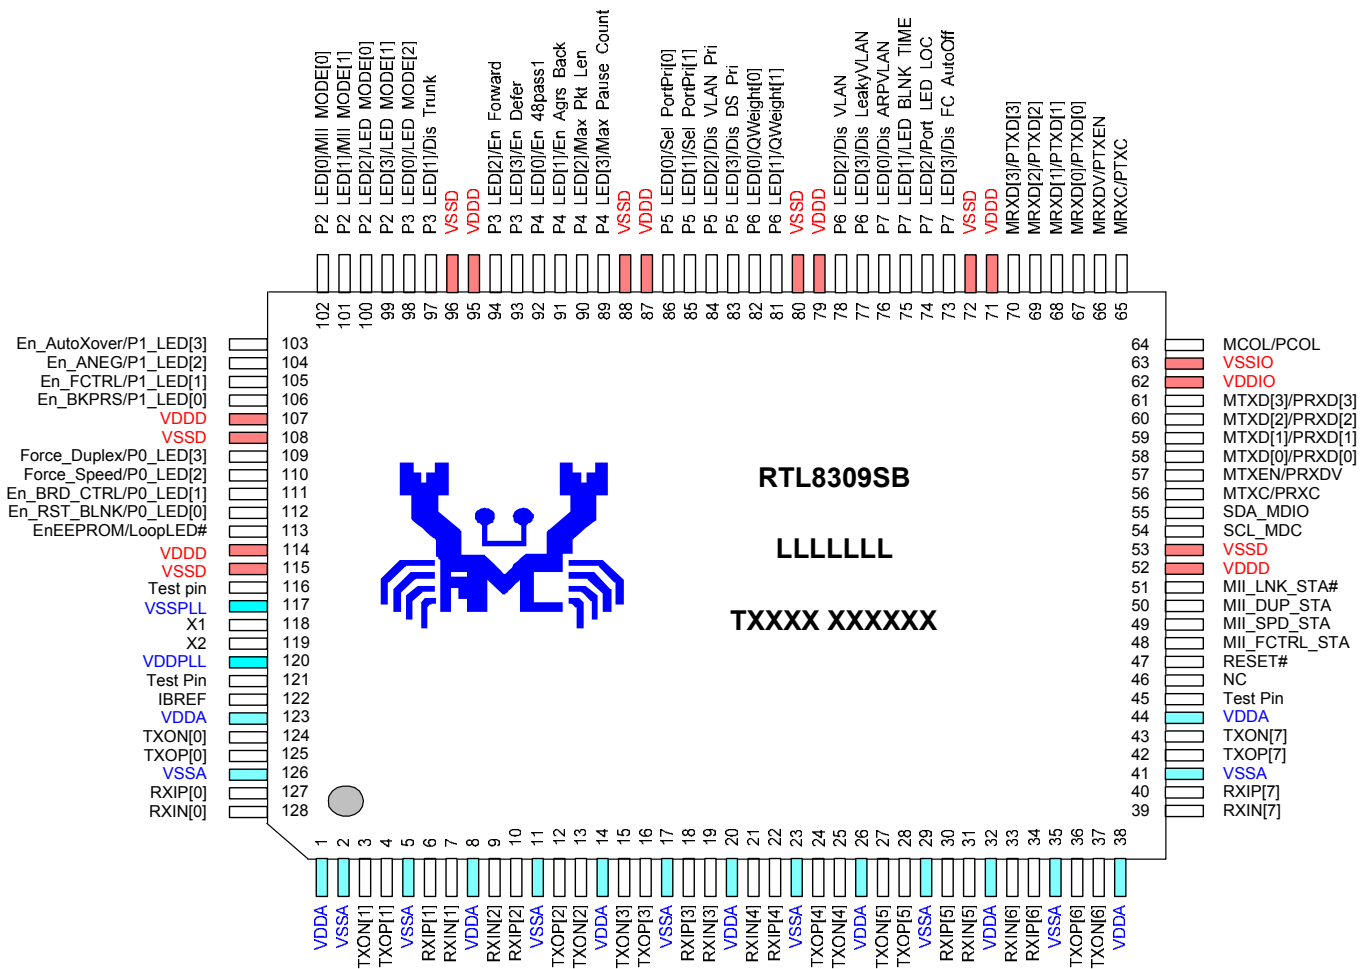 P2 LED[0]/MII MODE[0]
P2 LED[1]/MII MODE[1]
P2 LED[2]/LED MODE[0]
P2 LED[3]/LED MODE[1]
P3 LED[0]/LED MODE[2]
P3 LED[1]/Dis Trunk
VSSD
VDDD
P3 LED[2]/En Forward
P3 LED[3]/En Defer
P4 LED[0]/En 48pass1
P4 LED[1]/En Agrs Back
P4 LED[2]/Max Pkt Len
P4 LED[3]/Max Pause Count
VSSD
VDDD
P5 LED[0]/Sel PortPri[0]
P5 LED[1]/Sel PortPri[1]
P5 LED[2]/Dis VLAN Pri
P5 LED[3]/Dis DS Pri
P6 LED[0]/QWeight[0]
P6 LED[1]/QWeight[1]
VSSD
VDDD
P6 LED[2]/Dis VLAN
P6 LED[3]/Dis LeakyVLAN
P7 LED[0]/Dis ARPVLAN
P7 LED[1]/LED BLNK TIME
P7 LED[2]/Port LED LOC
P7 LED[3]/Dis FC AutoOff
VSSD
VDDD
MRXD[3]/PTXD[3]
MRXD[2]/PTXD[2]
MRXD[1]/PTXD[1]
MRXD[0]/PTXD[0]
MRXDV/PTXEN
MRXC/PTXC
102
101
100
99
98
97
96
95
94
93
92
91
90
89
88
87
86
85
84
83
82
81
80
79
78
77
76
75
74
73
72
71
70
69
68
67
66
65
En_AutoXover/P1_LED[3] 103
En_ANEG/P1_LED[2] 104
En_FCTRL/P1_LED[1] 105
En_BKPRS/P1_LED[0] 106
VDDD 107
VSSD 108
Force_Duplex/P0_LED[3] 109
Force_Speed/P0_LED[2] 110
En_BRD_CTRL/P0_LED[1] 111
En_RST_BLNK/P0_LED[0] 112
EnEEPROM/LoopLED# 113
VDDD 114
VSSD 115
Test pin 116
VSSPLL 117
X1 118
X2 119
VDDPLL 120
Test Pin 121
IBREF 122
VDDA 123
TXON[0] 124
TXOP[0] 125
VSSA 126
RXIP[0] 127
RXIN[0] 128
RTL8309SB
LLLLLLL
TXXXX XXXXXX
64 MCOL/PCOL
63 VSSIO
62 VDDIO
61 MTXD[3]/PRXD[3]
60 MTXD[2]/PRXD[2]
59 MTXD[1]/PRXD[1]
58 MTXD[0]/PRXD[0]
57 MTXEN/PRXDV
56 MTXC/PRXC
55 SDA_MDIO
54 SCL_MDC
53 VSSD
52 VDDD
51 MII_LNK_STA#
50 MII_DUP_STA
49 MII_SPD_STA
48 MII_FCTRL_STA
47 RESET#
46 NC
45 Test Pin
44 VDDA
43 TXON[7]
42 TXOP[7]
41 VSSA
40 RXIP[7]
39 RXIN[7]
1
2
3
4
5
6
7
8
9
10
11
12
13
14
15
16
17
18
19
20
21
22
23
24
25
26
27
28
29
30
31
32
33
34
35
36
37
38
VDDA
VSSA
TXON[1]
TXOP[1]
VSSA
RXIP[1]
RXIN[1]
VDDA
RXIN[2]
RXIP[2]
VSSA
TXOP[2]
TXON[2]
VDDA
TXON[3]
TXOP[3]
VSSA
RXIP[3]
RXIN[3]
VDDA
RXIN[4]
RXIP[4]
VSSA
TXOP[4]
TXON[4]
VDDA
TXON[5]
TXOP[5]
VSSA
RXIP[5]
RXIN[5]
VDDA
RXIN[6]
RXIP[6]
VSSA
TXOP[6]
TXON[6]
VDDA